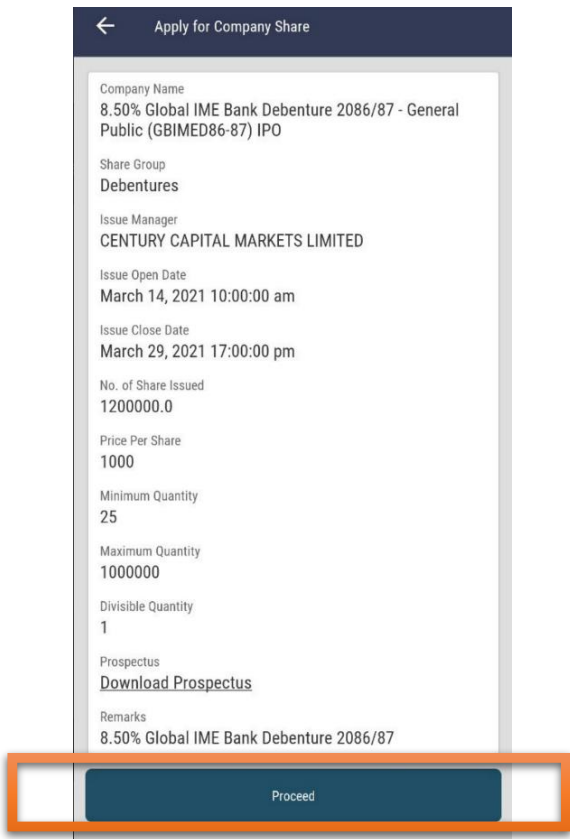 Apply for Company Share
Company Name
8.50% Global IME Bank Debenture 2086/87 - General
Public (GBIMED86-87) IPO
Share Group
Debentures
Issue Manager
CENTURY CAPITAL MARKETS LIMITED
Issue Open Date
March 14, 2021 10:00:00 am
Issue Close Date
March 29, 2021 17:00:00 pm
No. of Share Issued
1200000.0
Price Per Share
1000
Minimum Quantity
25
Maximum Quantity
1000000
Divisible Quantity
1
Prospectus
Download Prospectus
Remarks
8.50% Global IME Bank Debenture 2086/87
Proceed